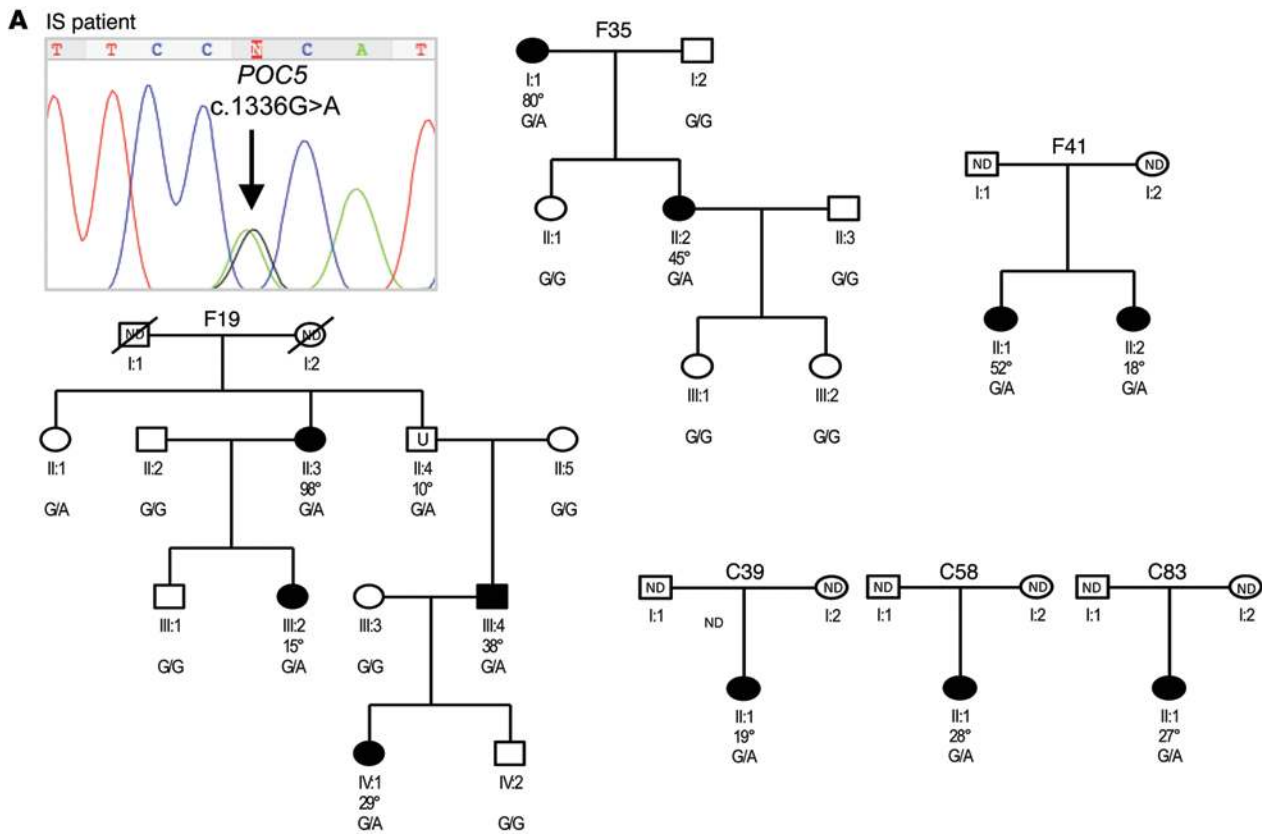 A IS patient
T T C C N C A T
POC5
c.1336G>A
F35
I:1
80°
G/A
I:2
G/G
II:1
G/G
II:2
45°
G/A
II:3
G/G
III:1
G/G
III:2
G/G
F41
ND
I:1
ND
I:2
II:1
52°
G/A
II:2
18°
G/A
F19
ND
I:1
ND
I:2
II:1
G/A
II:2
G/G
II:3
98°
G/A
U
II:4
10°
G/A
II:5
G/G
III:1
G/G
III:2
15°
G/A
III:3
G/G
III:4
38°
G/A
IV:1
29°
G/A
IV:2
G/G
C39
ND
I:1
ND
ND
I:2
II:1
19°
G/A
C58
ND
I:1
ND
I:2
II:1
28°
G/A
C83
ND
I:1
ND
I:2
II:1
27°
G/A